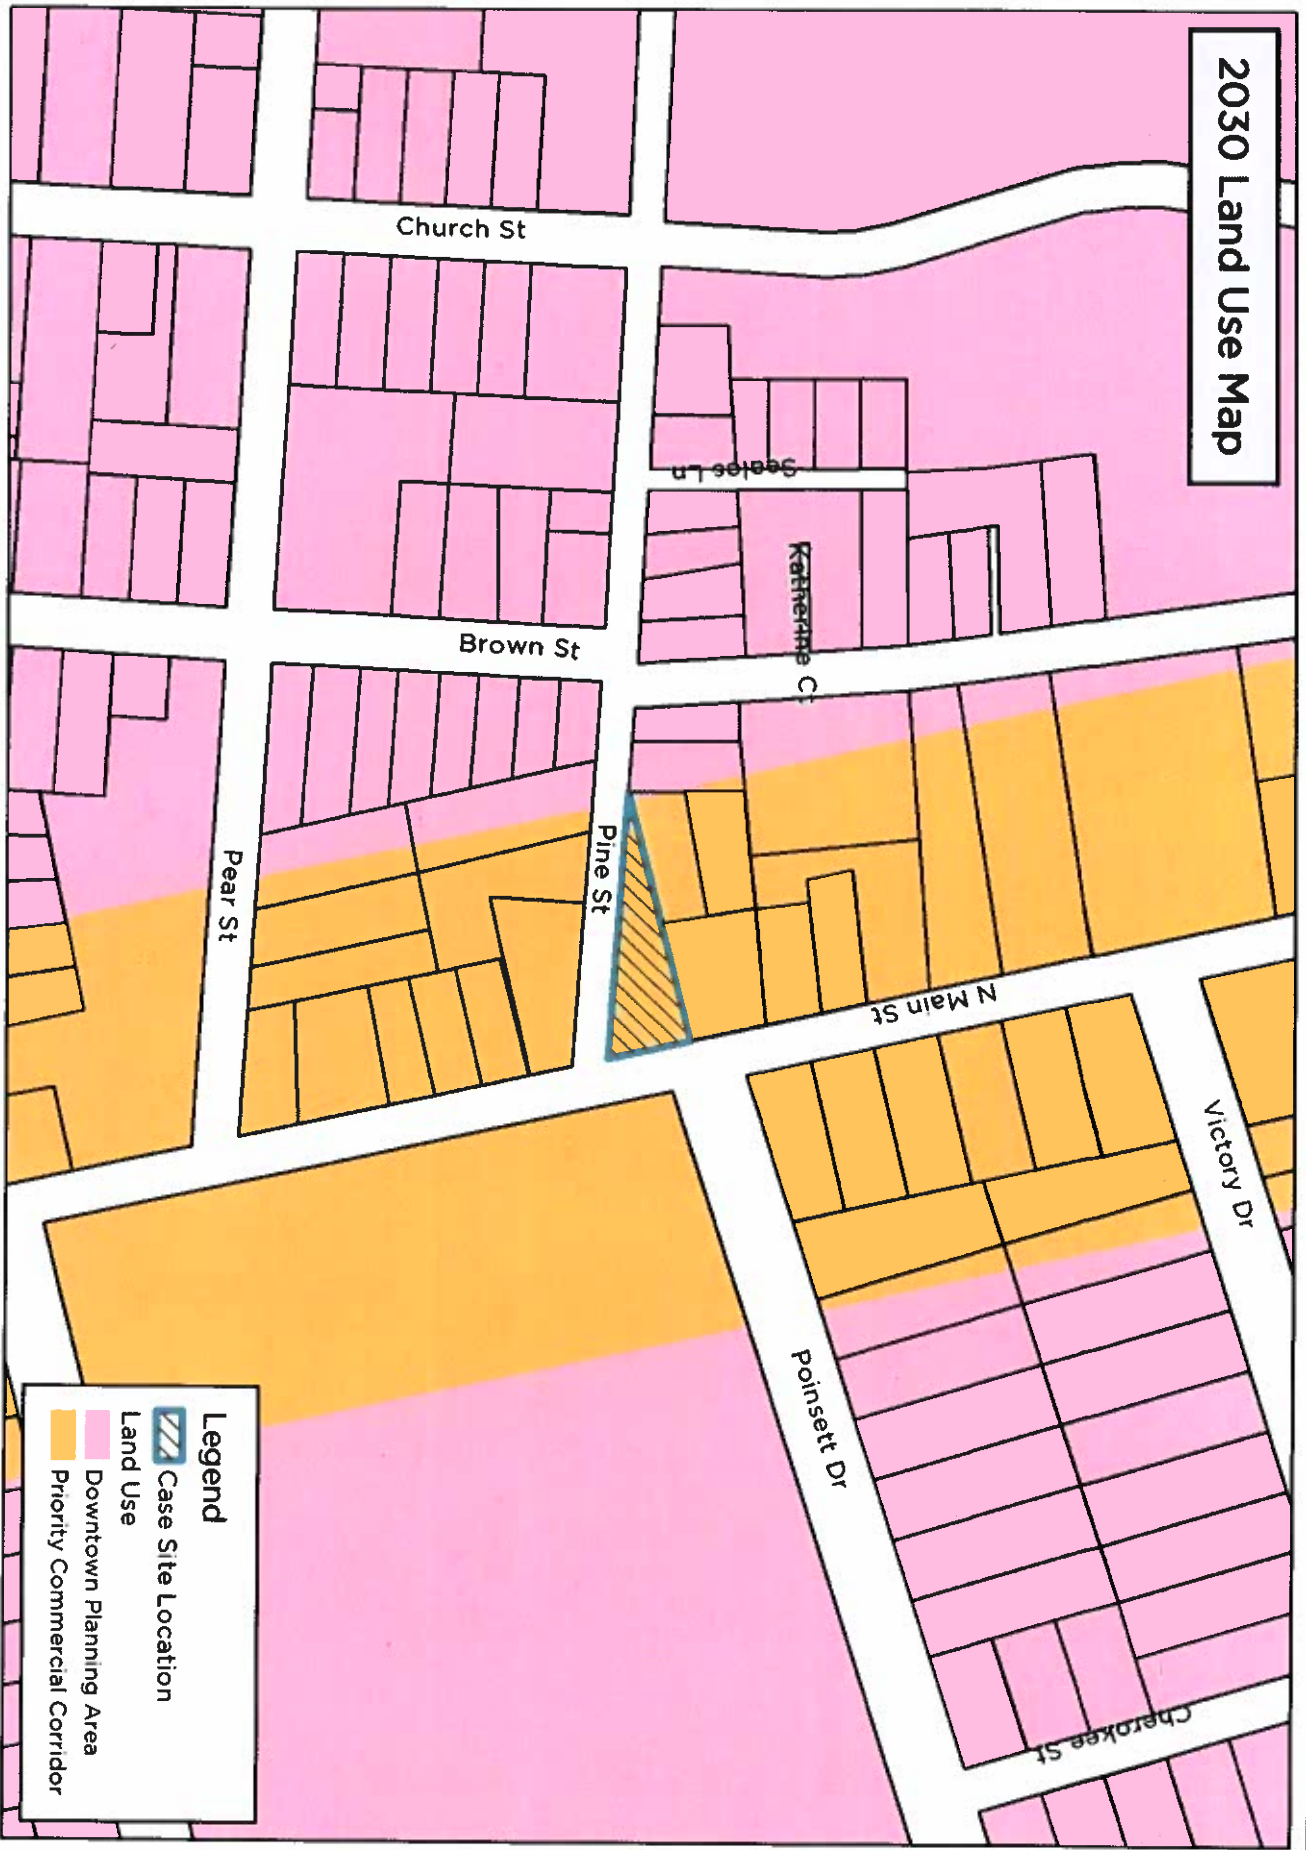 2030 Land Use Map
Church St
Seales Ln
Katherine Ct
Brown St
Pine St
Pear St
N Main St
Victory Dr
Poinsett Dr
Cherokee St
Legend
Case Site Location
Land Use
Downtown Planning Area
Priority Commercial Corridor